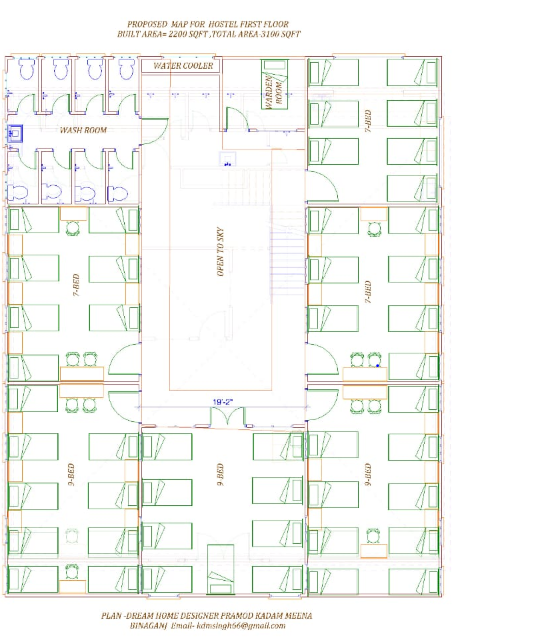 PROPOSED MAP FOR HOSTEL FIRST FLOOR
BUILT AREA= 2200 SQFT ,TOTAL AREA-3106 SQFT
WATER COOLER
WARDEN
ROOM/
7-BED
WASH ROOM
OPEN TO SKY
7-BED
7-BED
19'-2"
9-BED
9-BED
9-BED
PLAN -DREAM HOME DESIGNER PRAMOD KADAM MEENA
BINAGANJ Email- kdmsingh66@gmail.com